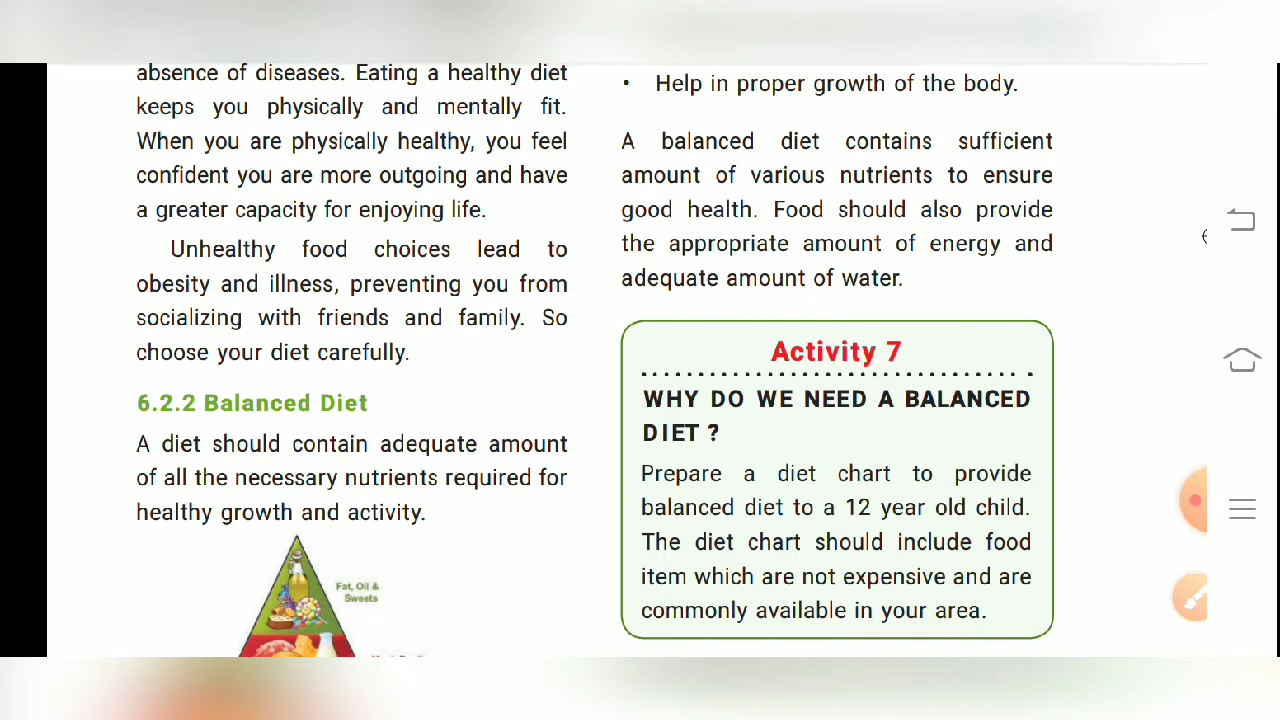 absence of diseases. Eating a healthy diet
keeps you physically and mentally fit.
When you are physically healthy, you feel
confident you are more outgoing and have
a greater capacity for enjoying life.
Unhealthy food choices lead to
obesity and illness, preventing you from
socializing with friends and family. So
choose your diet carefully.
6.2.2 Balanced Diet
A diet should contain adequate amount
of all the necessary nutrients required for
healthy growth and activity.
Fat, Oil &
Sweets
• Help in proper growth of the body.
A balanced diet contains sufficient
amount of various nutrients to ensure
good health. Food should also provide
the appropriate amount of energy and
adequate amount of water.
Activity 7
WHY DO WE NEED A BALANCED
DIET ?
Prepare a diet chart to provide
balanced diet to a 12 year old child.
The diet chart should include food
item which are not expensive and are
commonly available in your area.